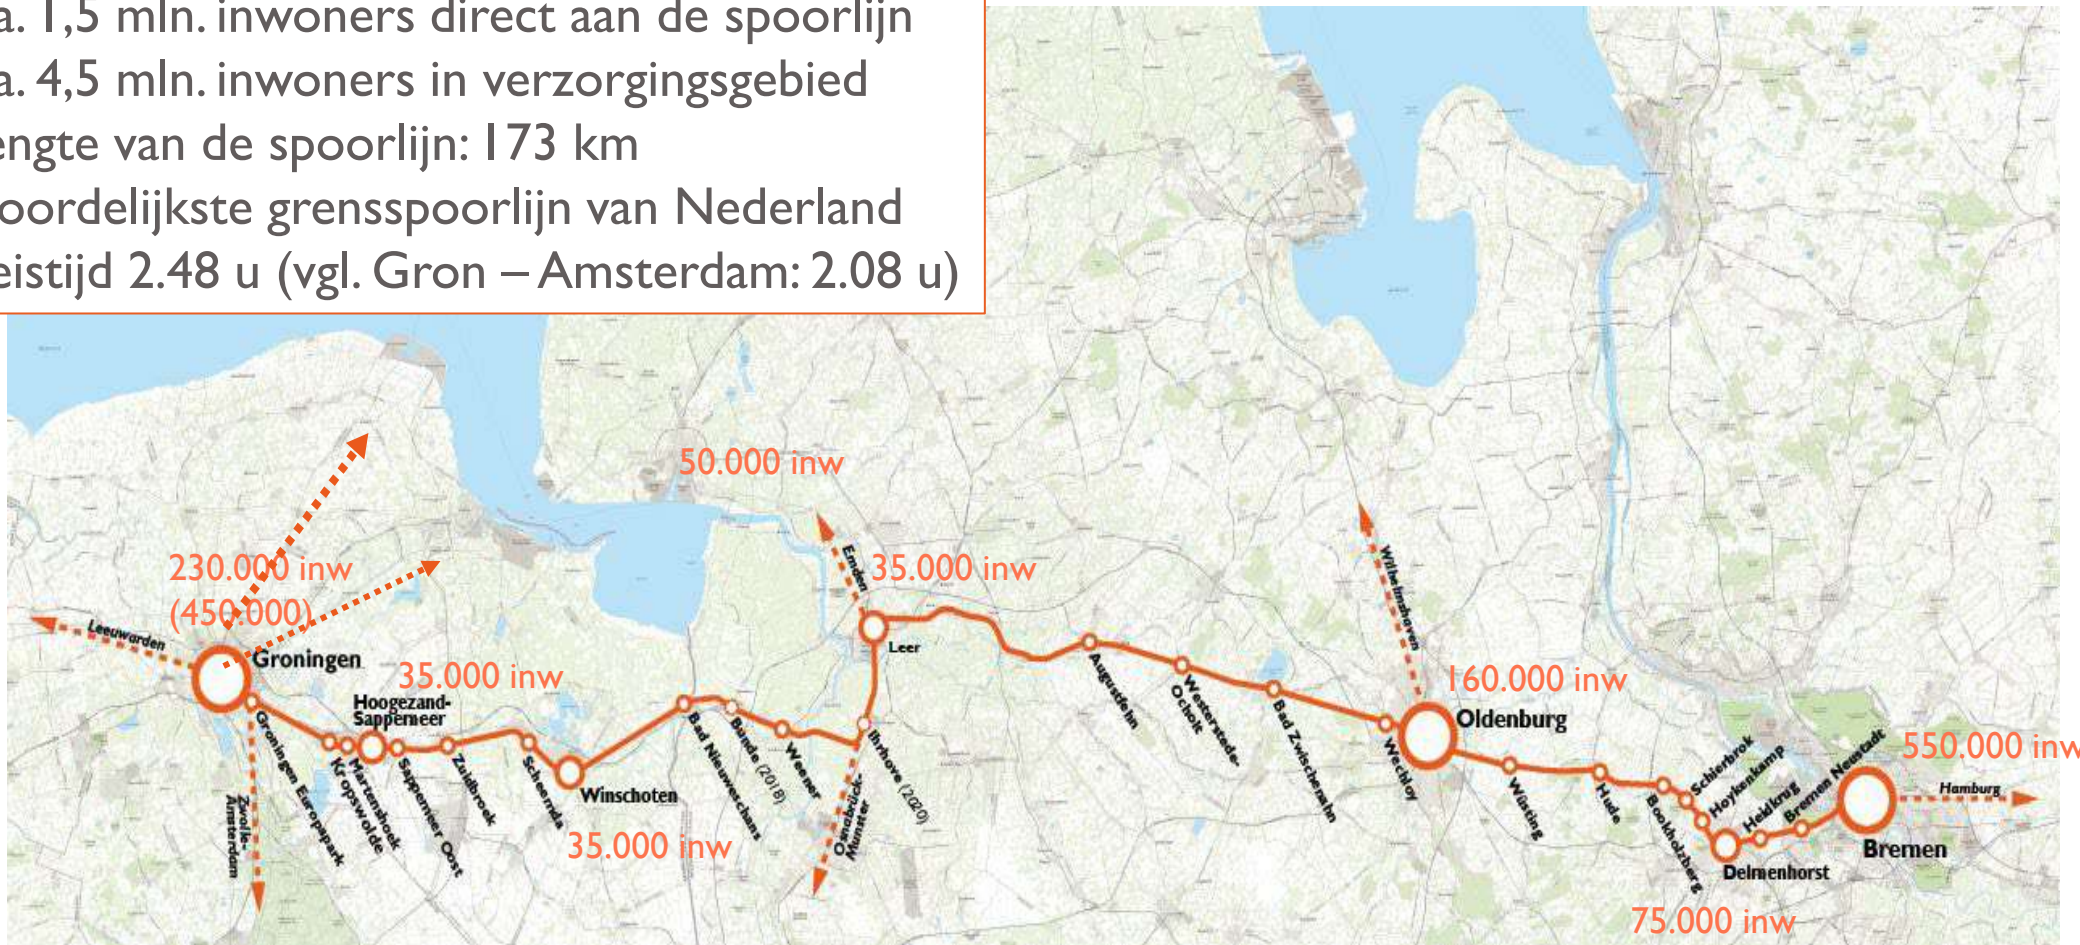 a. 1,5 mln. inwoners direct aan de spoorlijn
a. 4,5 mln. inwoners in verzorgingsgebied
engte van de spoorlijn: 173 km
oordelijkste grensspoorlijn van Nederland
eistijd 2.48 u (vgl. Gron – Amsterdam: 2.08 u)
50.000 inw
230.000 inw
(450.000)
Emden
35.000 inw
Wilhelmshaven
Leeuwarden
Groningen
35.000 inw
Hoogezand-
Sappemeer
Leer
160.000 inw
Oldenburg
Groningen Europapark
Kropswolde
Martenshoek
Sappemeer Oost
Zuidbroek
Scheemda
Winschoten
35.000 inw
Bad Nieuweschans
Bunde (2018)
Weener
Ihrhove (2020)
Osnabrück-
Munster
Augustfehn
Westerstede-
Ocholt
Bad Zwischenahn
Wechloy
Wüsting
Hude
Bookholzberg
Schierbrok
Hoykenkamp
Heidkrug
Bremen Neustadt
550.000 inw
Hamburg
Bremen
Delmenhorst
75.000 inw
Zwolle-
Amsterdam